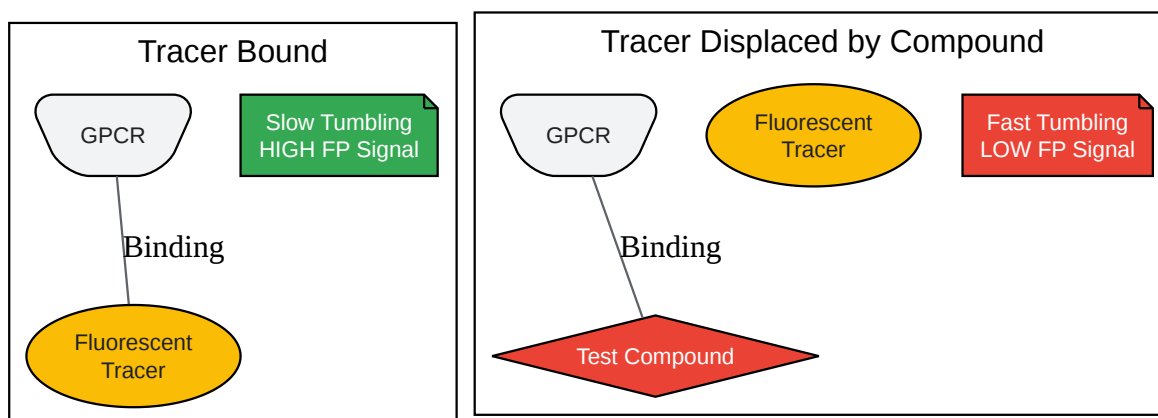 Tracer Bound
GPCR
Slow Tumbling
HIGH FP Signal
Binding
Fluorescent
Tracer
Tracer Displaced by Compound
GPCR
Fluorescent
Tracer
Fast Tumbling
LOW FP Signal
Binding
Test Compound